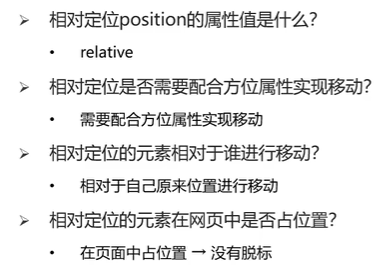 ➢ 相对定位position的属性值是什么?
• relative
➢ 相对定位是否需要配合方位属性实现移动?
• 需要配合方位属性实现移动
➢ 相对定位的元素相对于谁进行移动?
• 相对于自己原来位置进行移动
➢ 相对定位的元素在网页中是否占位置?
• 在页面中占位置 → 没有脱标